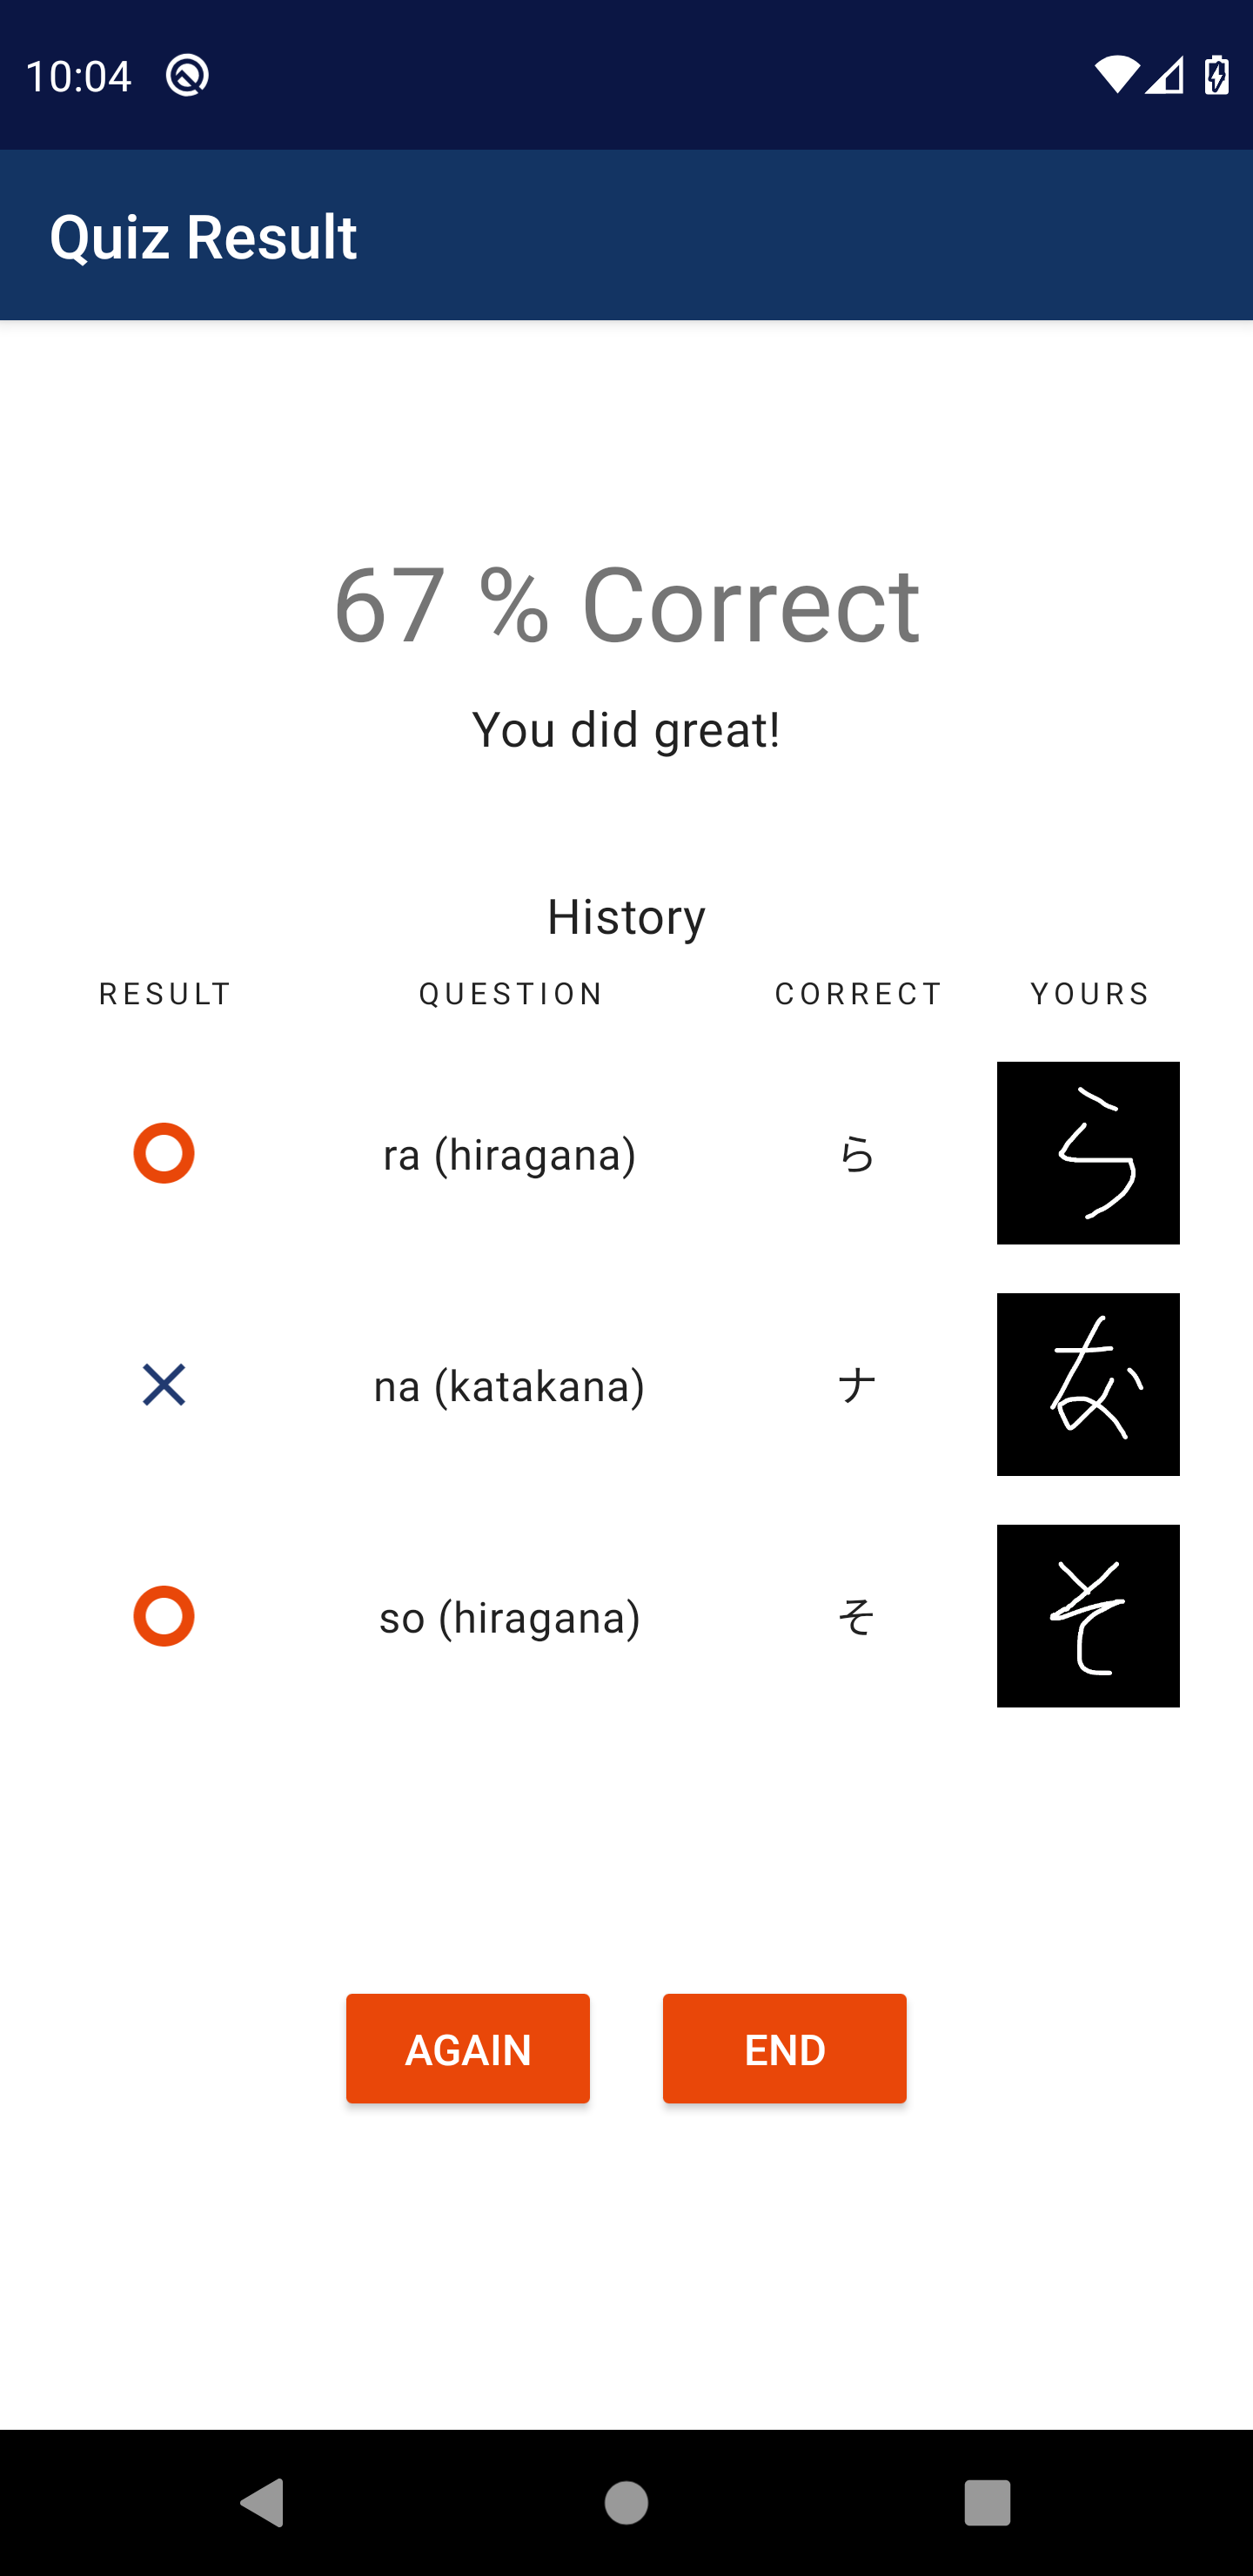 10:04
Quiz Result
67 % Correct
You did great!
History
RESULT QUESTION CORRECT YOURS
ra (hiragana) ら ら
na (katakana) ナ な
so (hiragana) そ そ
AGAIN END